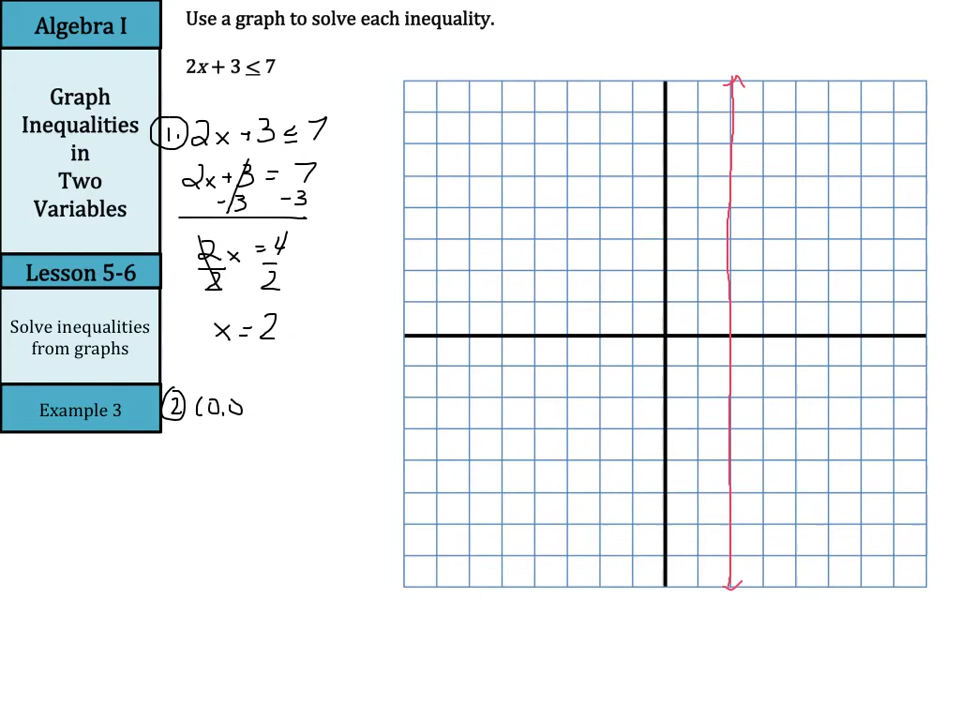 Algebra I
Graph
Inequalities
in
Two
Variables
Lesson 5-6
Solve inequalities
from graphs
Example 3
Use a graph to solve each inequality.
2x + 3 ≤ 7
1. 2x + 3 ≤ 7
2x + 3 = 7
-3 -3
2x = 4
2 2
x = 2
2 (0,0